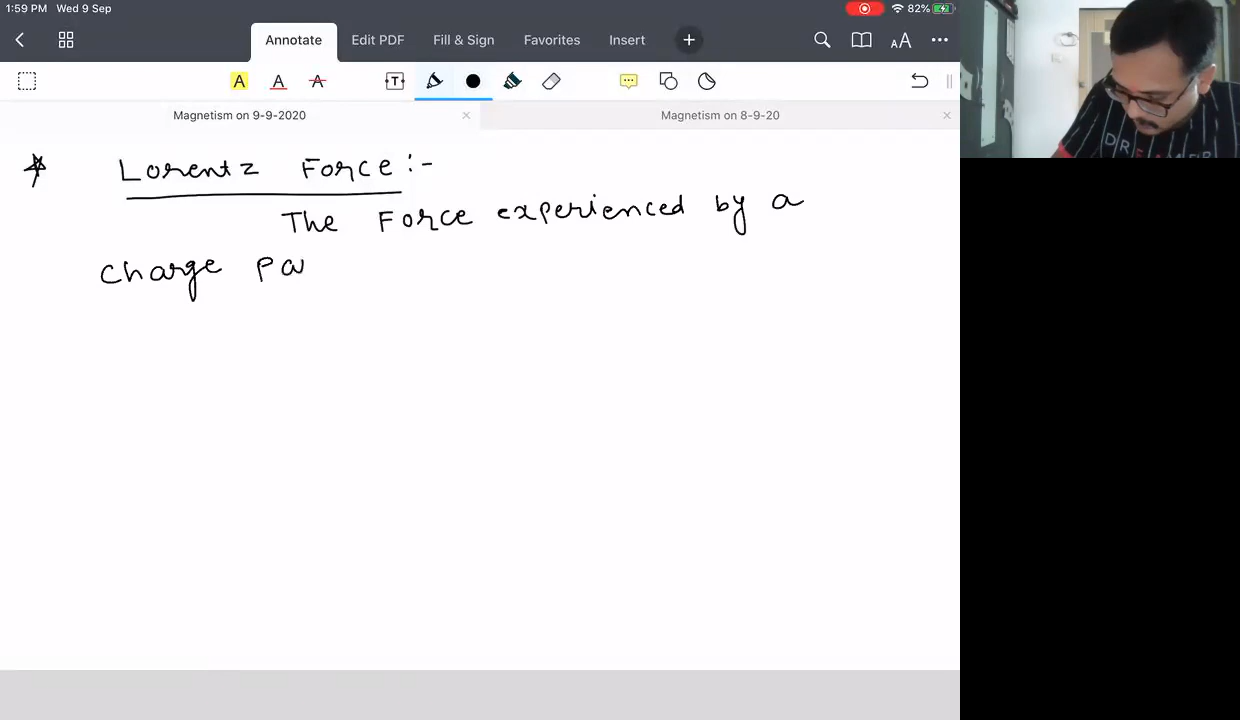 1:59 PM Wed 9 Sep 82%
Annotate Edit PDF Fill & Sign Favorites Insert
Magnetism on 9-9-2020 Magnetism on 8-9-20
Lorentz Force :-
The Force experienced by a
charge pa
DREAMER